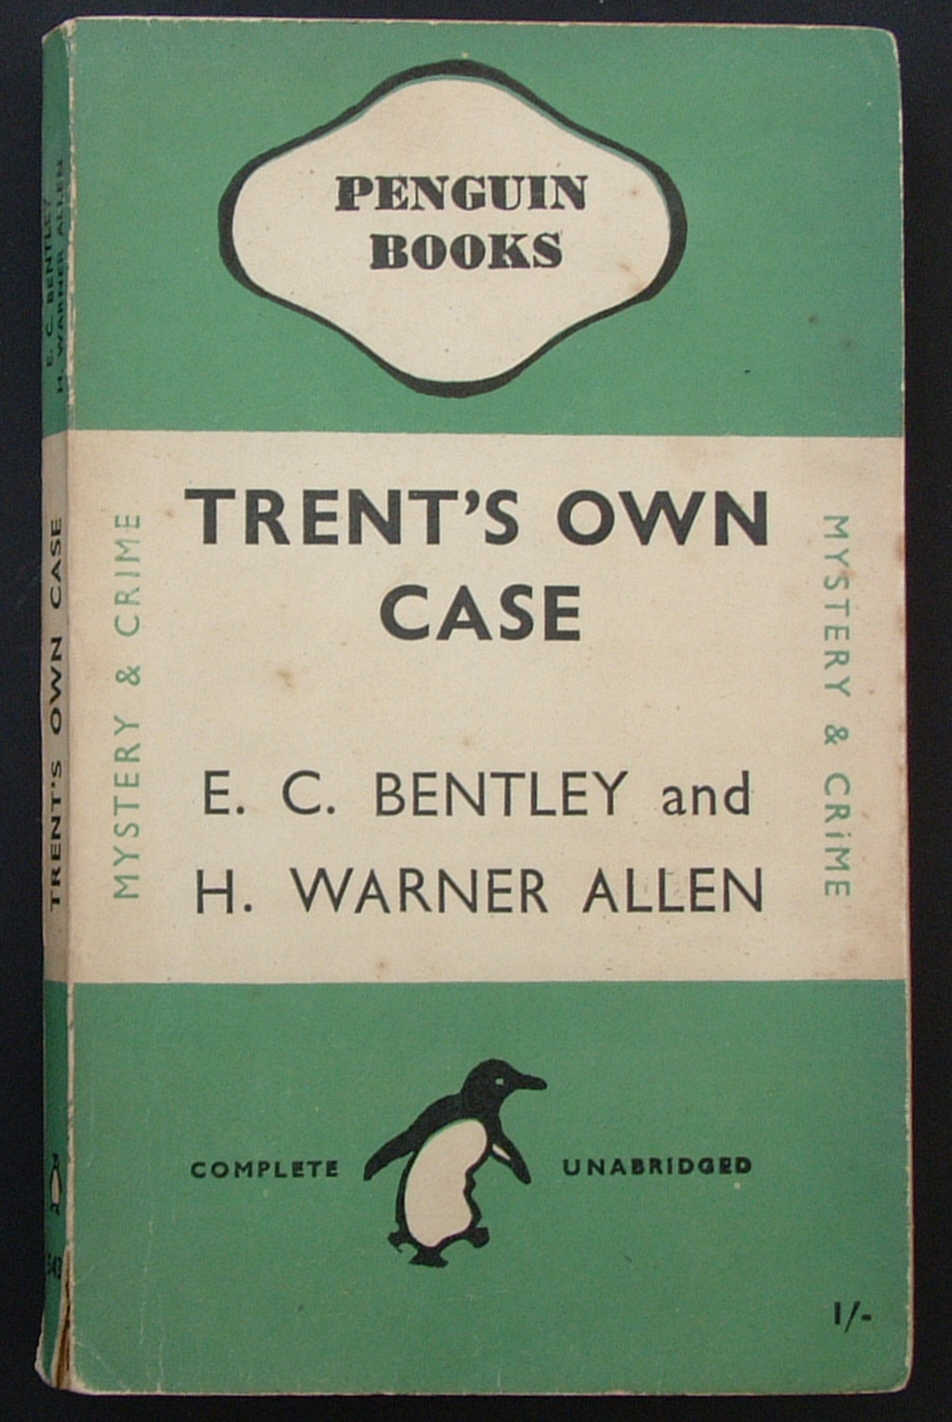 PENGUIN
BOOKS
TRENT'S OWN
CASE
E. C. BENTLEY and
H. WARNER ALLEN
MYSTERY & CRIME
MYSTERY & CRIME
COMPLETE
UNABRIDGED
1/-
E. C. BENTLEY
H. WARNER ALLEN
TRENT'S OWN CASE